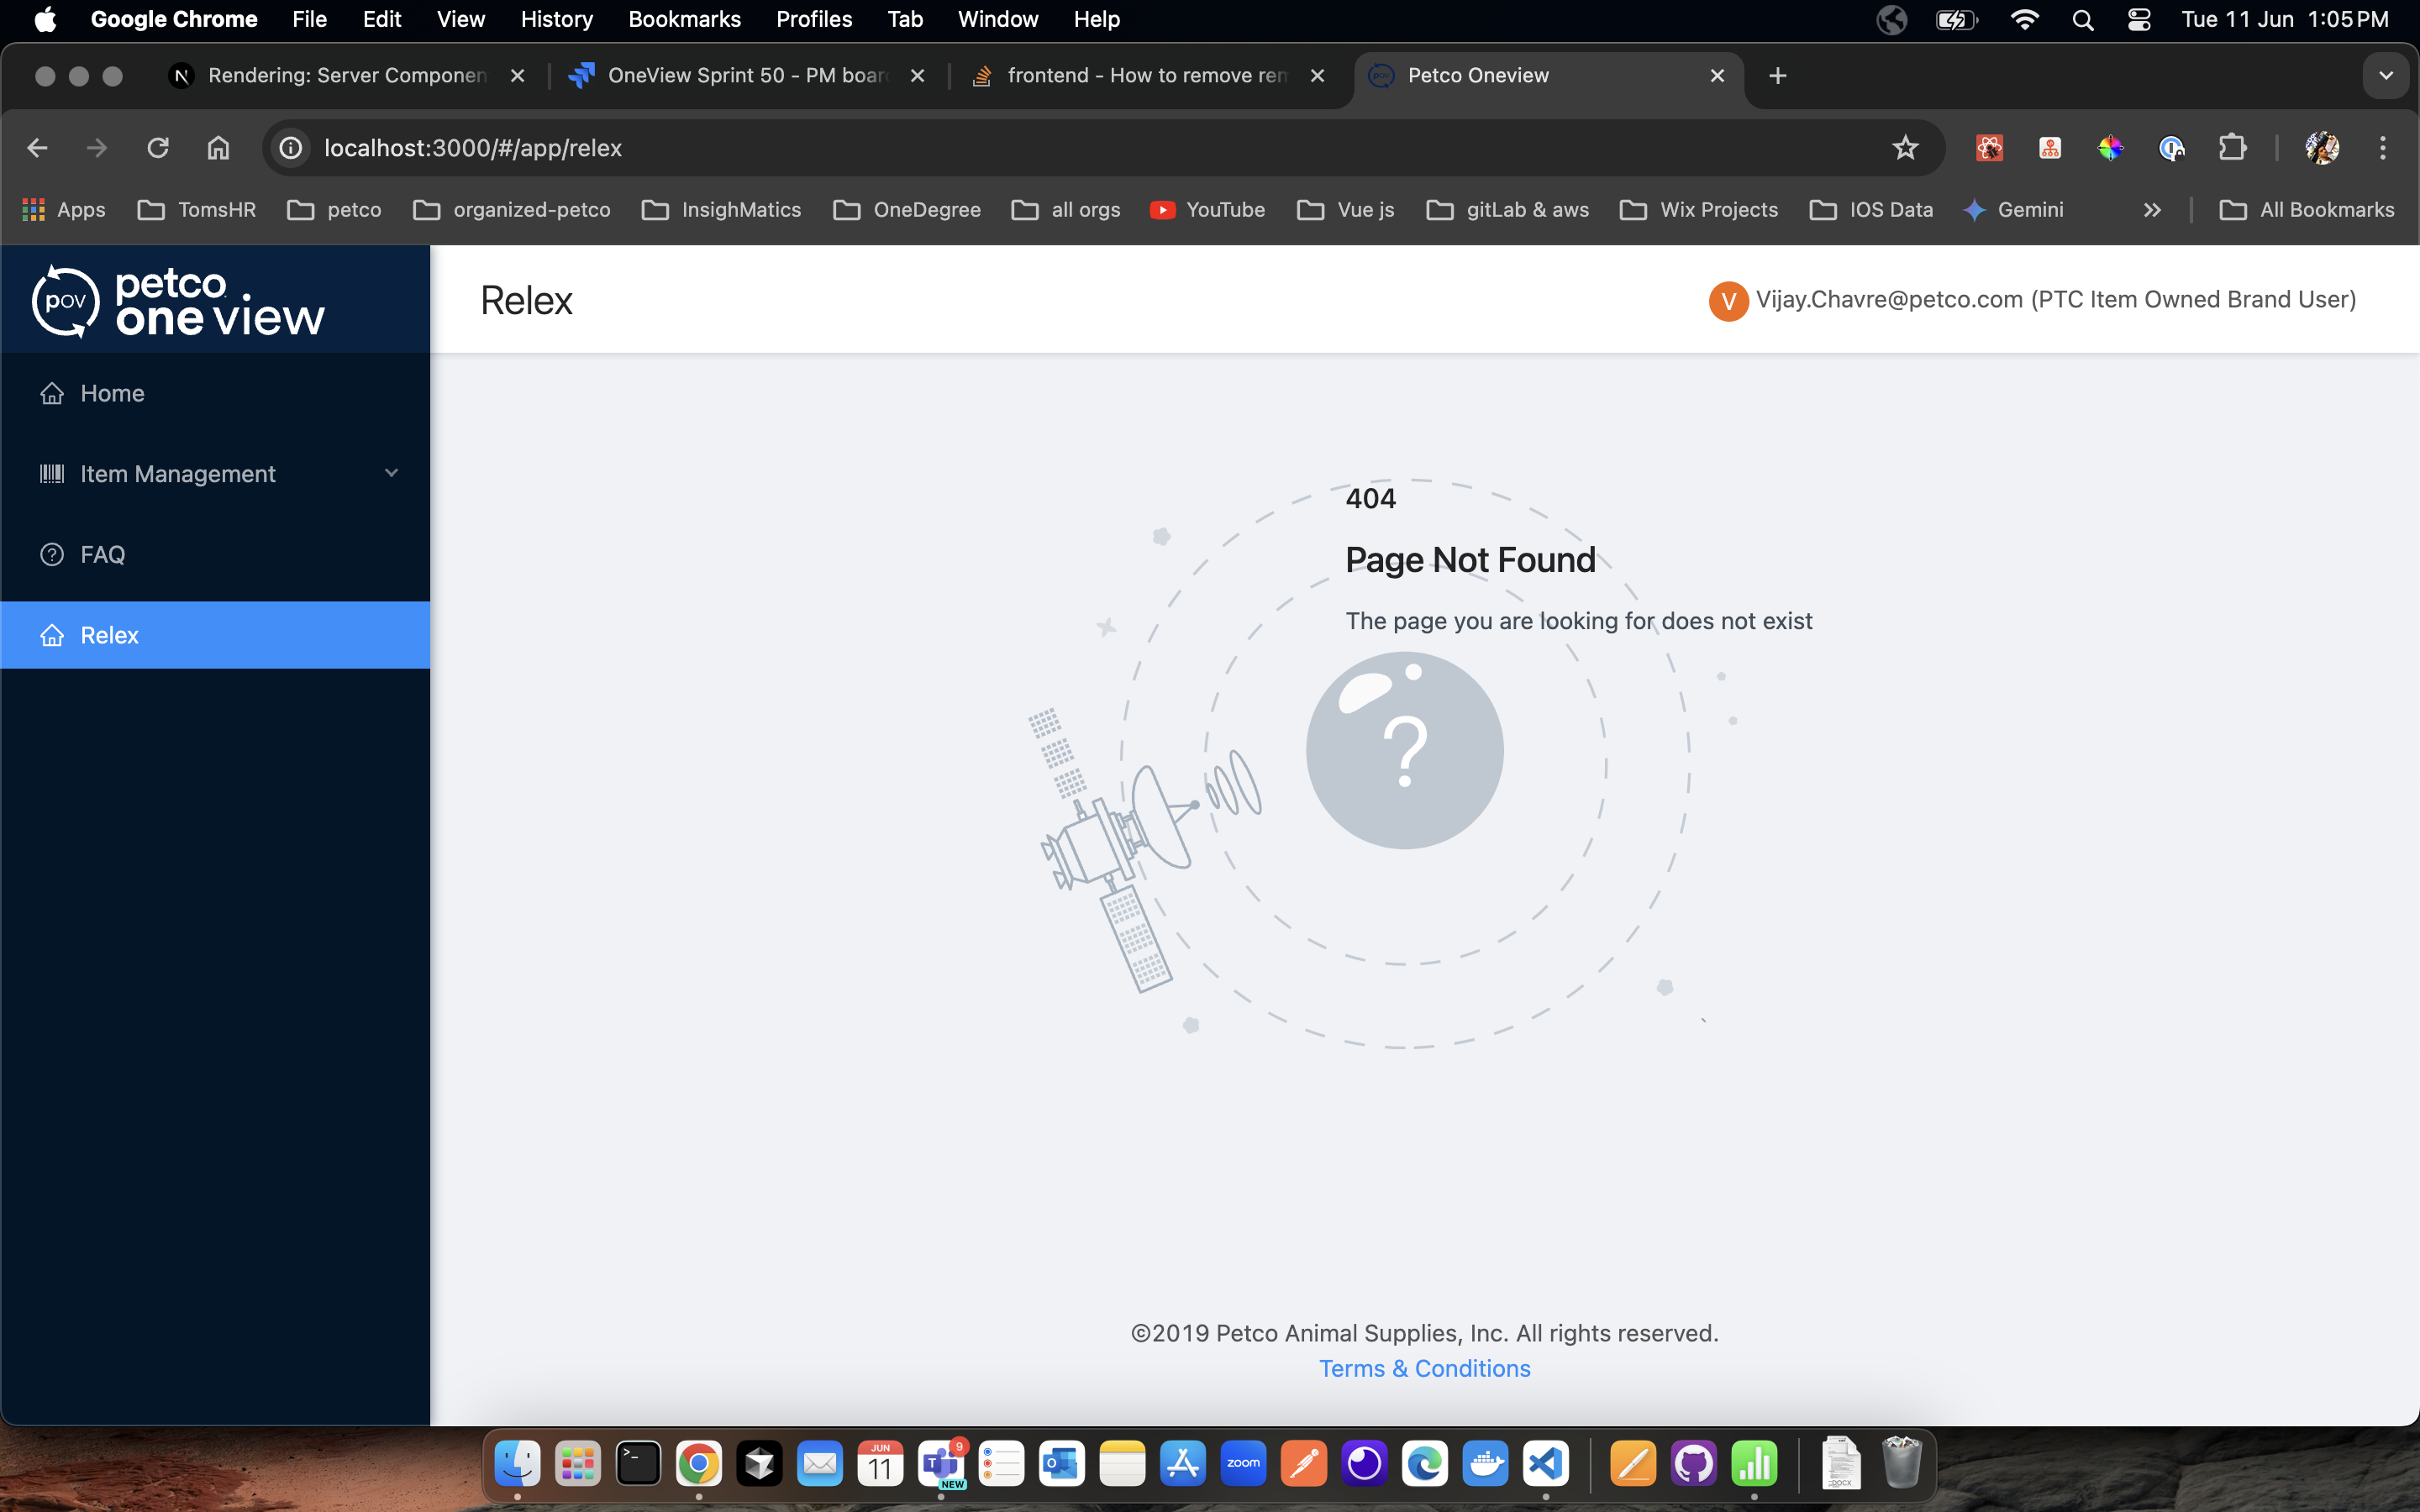 Google Chrome File Edit View History Bookmarks Profiles Tab Window Help Tue 11 Jun 1:05 PM
Rendering: Server Componen OneView Sprint 50 - PM boar frontend - How to remove ren Petco Oneview
localhost:3000/#/app/relex
Apps TomsHR petco organized-petco InsighMatics OneDegree all orgs YouTube Vue js gitLab & aws Wix Projects IOS Data Gemini All Bookmarks
pov petco
one view
Relex
V Vijay.Chavre@petco.com (PTC Item Owned Brand User)
Home
Item Management
FAQ
Relex
404
Page Not Found
The page you are looking for does not exist
?
©2019 Petco Animal Supplies, Inc. All rights reserved.
Terms & Conditions
JUN
11
9
NEW
zoom
DOCX